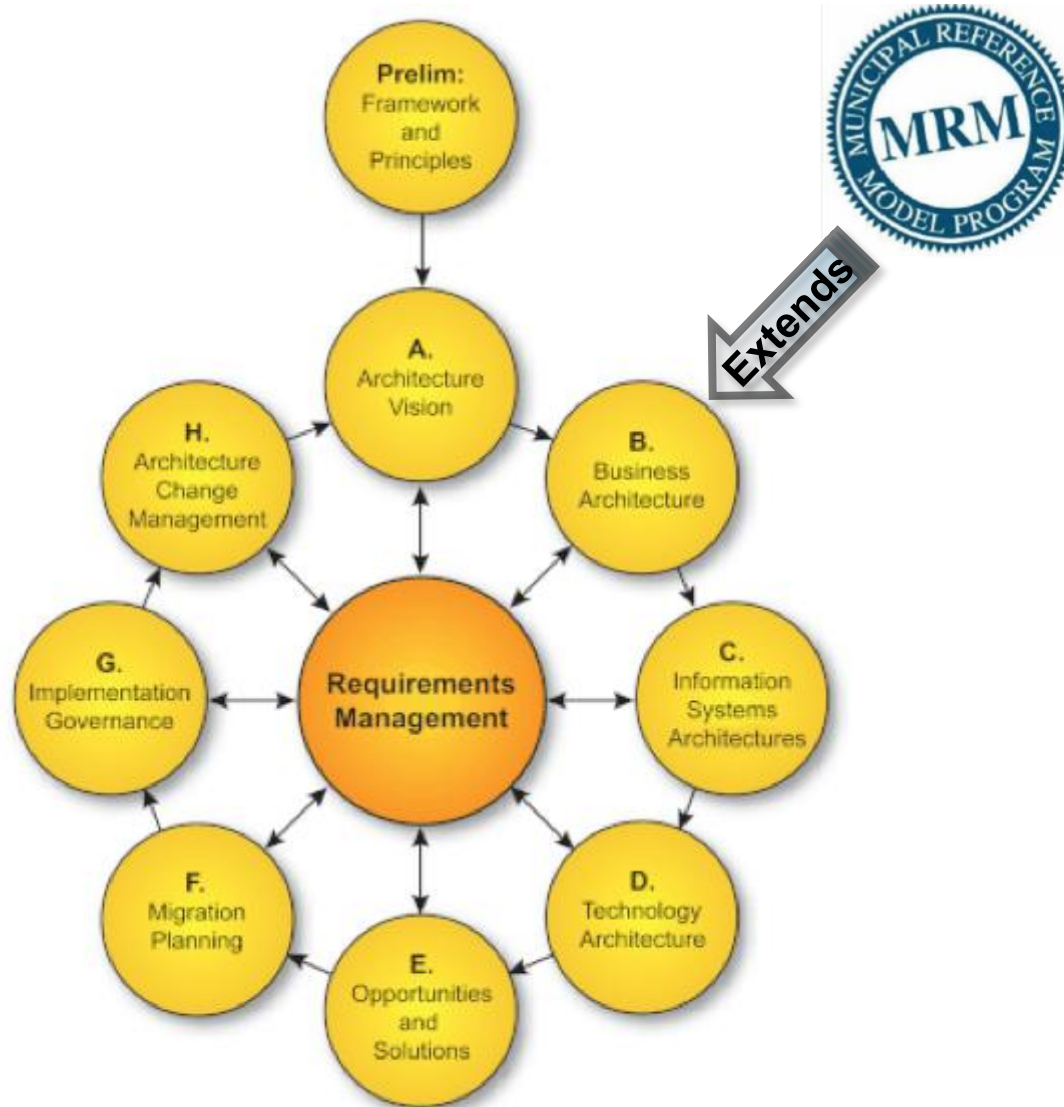 Prelim:
Framework
and
Principles
MUNICIPAL REFERENCE
MRM
MODEL PROGRAM
Extends
A.
Architecture
Vision
B.
Business
Architecture
H.
Architecture
Change
Management
C.
Information
Systems
Architectures
G.
Implementation
Governance
Requirements
Management
D.
Technology
Architecture
F.
Migration
Planning
E.
Opportunities
and
Solutions